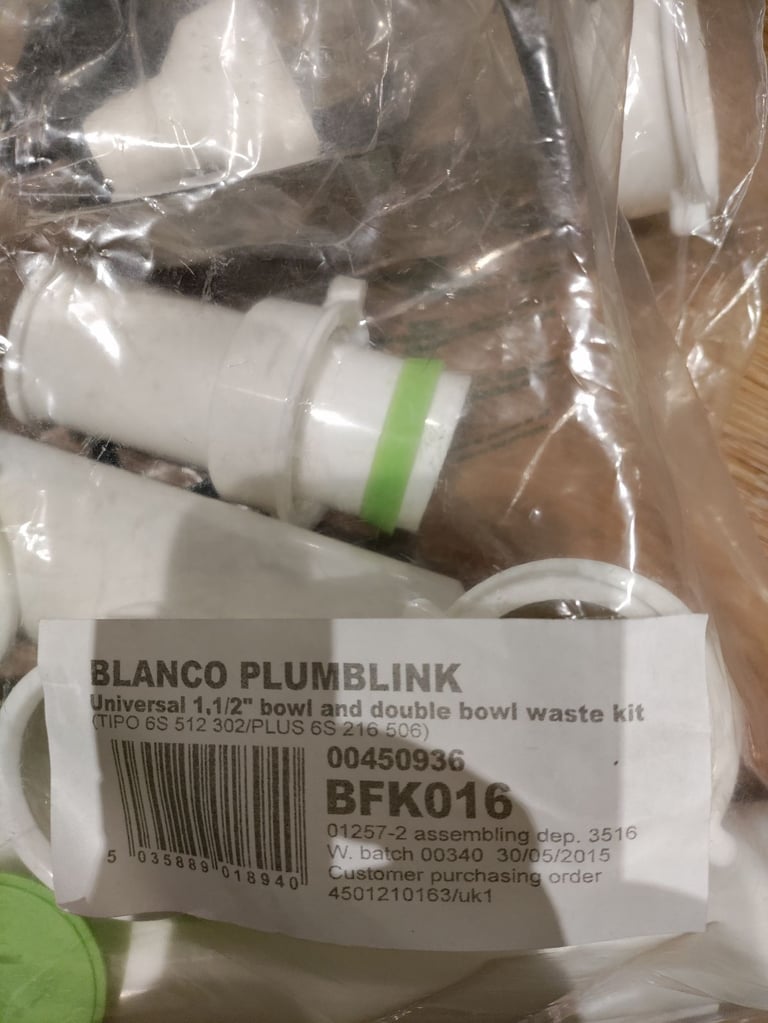 BLANCO PLUMBLINK
Universal 1,1/2" bowl and double bowl waste kit
(TIPO 6S 512 302/PLUS 6S 216 506)
00450936
BFK016
01257-2 assembling dep. 3516
W. batch 00340 30/05/2015
Customer purchasing order
4501210163/uk1
5 035889 018940